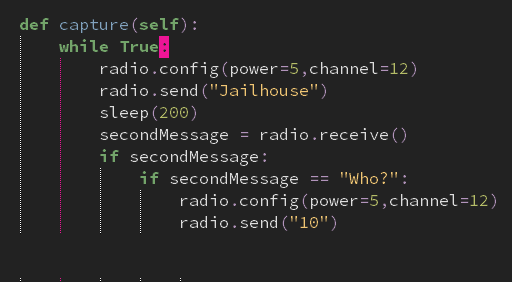 def capture(self):
    while True:
        radio.config(power=5,channel=12)
        radio.send("Jailhouse")
        sleep(200)
        secondMessage = radio.receive()
        if secondMessage:
            if secondMessage == "Who?":
                radio.config(power=5,channel=12)
                radio.send("10")